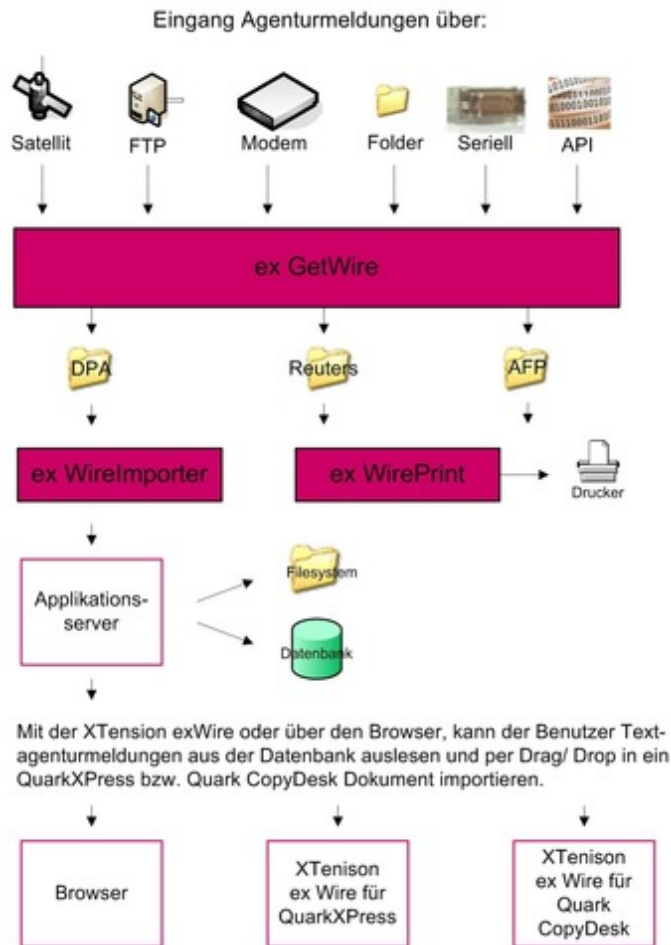 Eingang Agenturmeldungen über:
Satellit FTP Modem Folder Seriell API
ex GetWire
DPA Reuters AFP
ex WireImporter ex WirePrint
Drucker
Applikations-
server
Filesystem
Datenbank
Mit der XTension exWire oder über den Browser, kann der Benutzer Text-
agenturmeldungen aus der Datenbank auslesen und per Drag/ Drop in ein
QuarkXPress bzw. Quark CopyDesk Dokument importieren.
Browser
XTenison
ex Wire für
QuarkXPress
XTenison
ex Wire für
Quark
CopyDesk